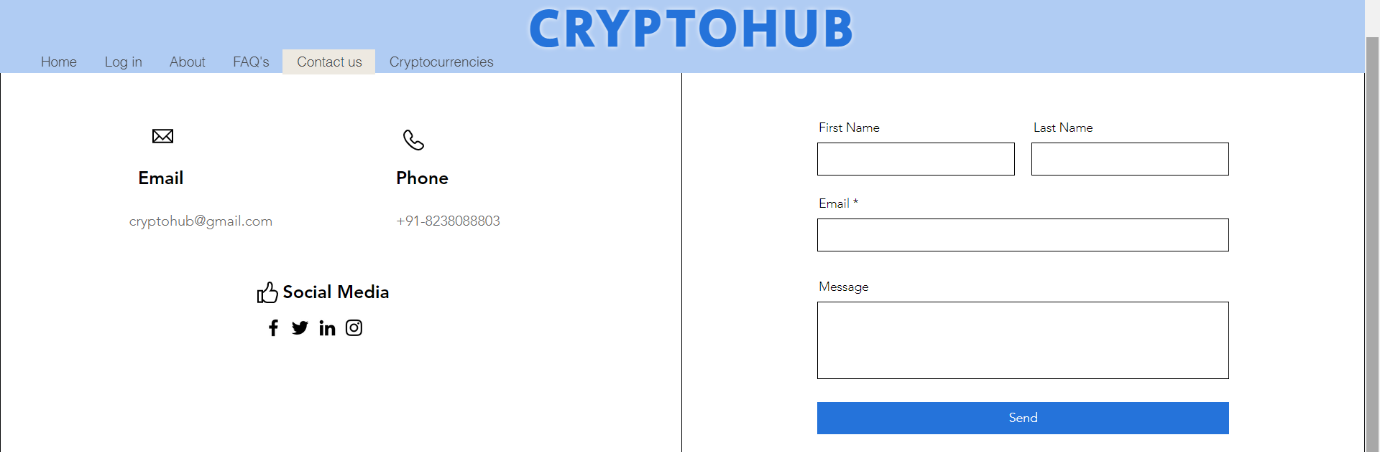 CRYPTOHUB
Home Log in About FAQ's Contact us Cryptocurrencies
Email
cryptohub@gmail.com
Phone
+91-8238088803
Social Media
First Name
Last Name
Email *
Message
Send